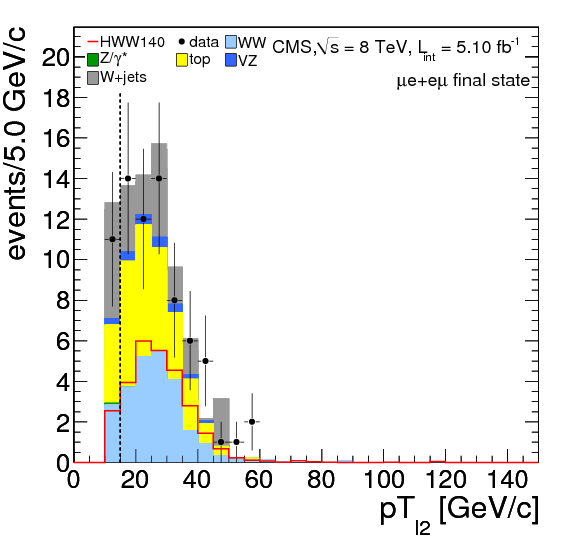 HWW140 data WW
Z/γ* top VZ
W+jets
CMS,√s = 8 TeV, L_int = 5.10 fb⁻¹
μe+eμ final state
events/5.0 GeV/c
20
18
16
14
12
10
8
6
4
2
0
0 20 40 60 80 100 120 140
pT_l2 [GeV/c]